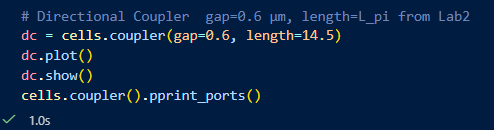 # Directional Coupler  gap=0.6 µm, length=L_pi from Lab2
dc = cells.coupler(gap=0.6, length=14.5)
dc.plot()
dc.show()
cells.coupler().pprint_ports()
✓ 1.0s